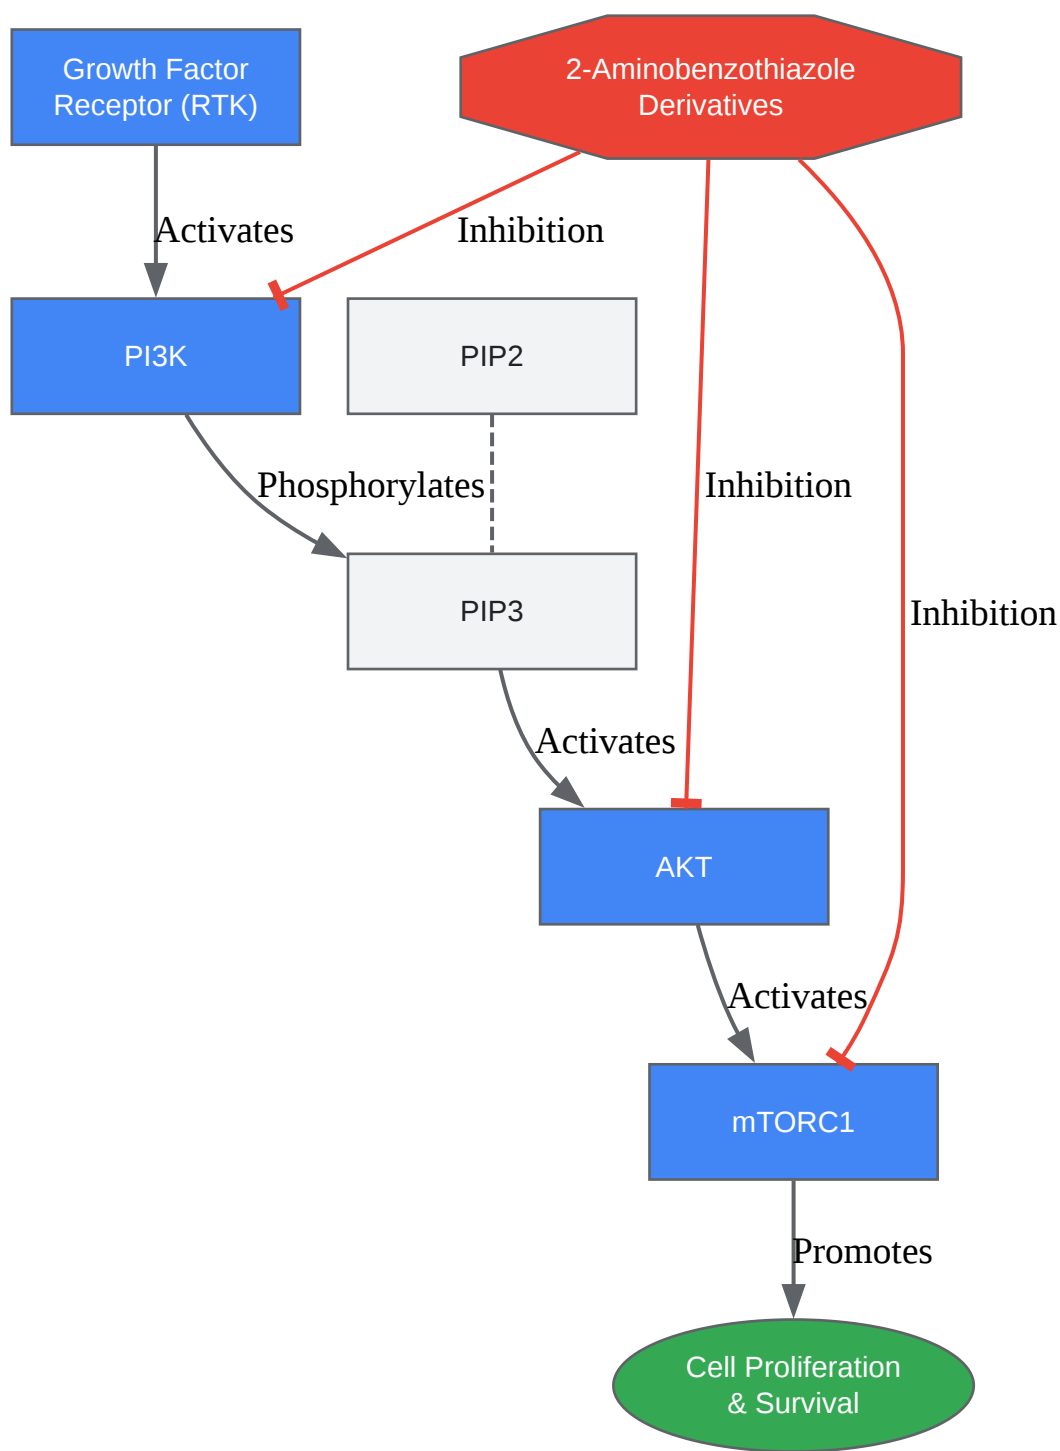 Growth Factor
Receptor (RTK)
2-Aminobenzothiazole
Derivatives
Activates
Inhibition
PI3K
PIP2
Phosphorylates
Inhibition
PIP3
Inhibition
Activates
AKT
Activates
mTORC1
Promotes
Cell Proliferation
& Survival